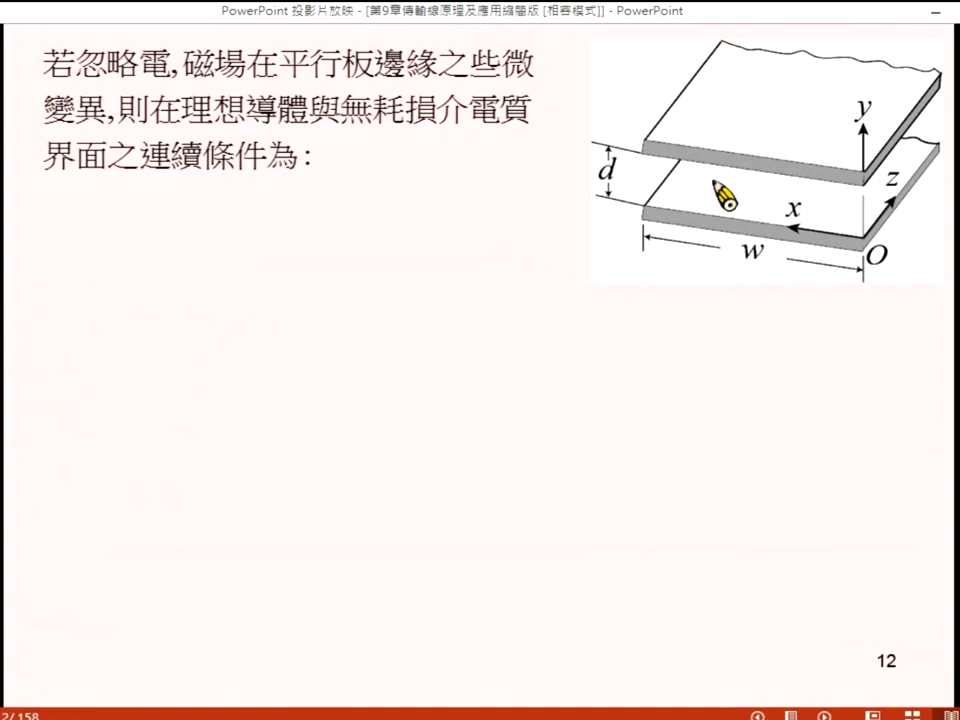 PowerPoint 投影片放映 - [第9章傳輸線原理及應用縮簡版 [相容模式]] - PowerPoint
若忽略電,磁場在平行板邊緣之些微
變異,則在理想導體與無耗損介電質
界面之連續條件為:
y
d
z
x
w
O
12
2/158